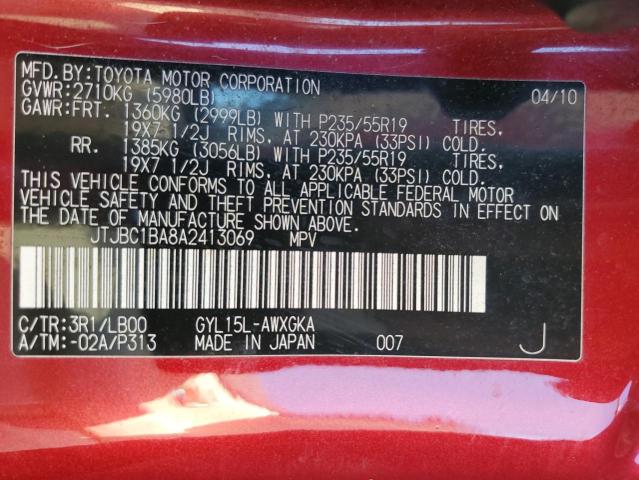 MFD.BY:TOYOTA MOTOR CORPORATION 04/10
GVWR:2710KG (5980LB)
GAWR:FRT. 1360KG (2999LB) WITH P235/55R19 TIRES,
19X7 1/2J RIMS, AT 230KPA (33PSI) COLD.
RR. 1385KG (3056LB) WITH P235/55R19 TIRES,
19X7 1/2J RIMS, AT 230KPA (33PSI) COLD.
THIS VEHICLE CONFORMS TO ALL APPLICABLE FEDERAL MOTOR
VEHICLE SAFETY AND THEFT PREVENTION STANDARDS IN EFFECT ON
THE DATE OF MANUFACTURE SHOWN ABOVE.
JTJBC1BA8A2413069 MPV
C/TR:3R1/LB00 GYL15L-AWXGKA
A/TM:-02A/P313 MADE IN JAPAN 007 J